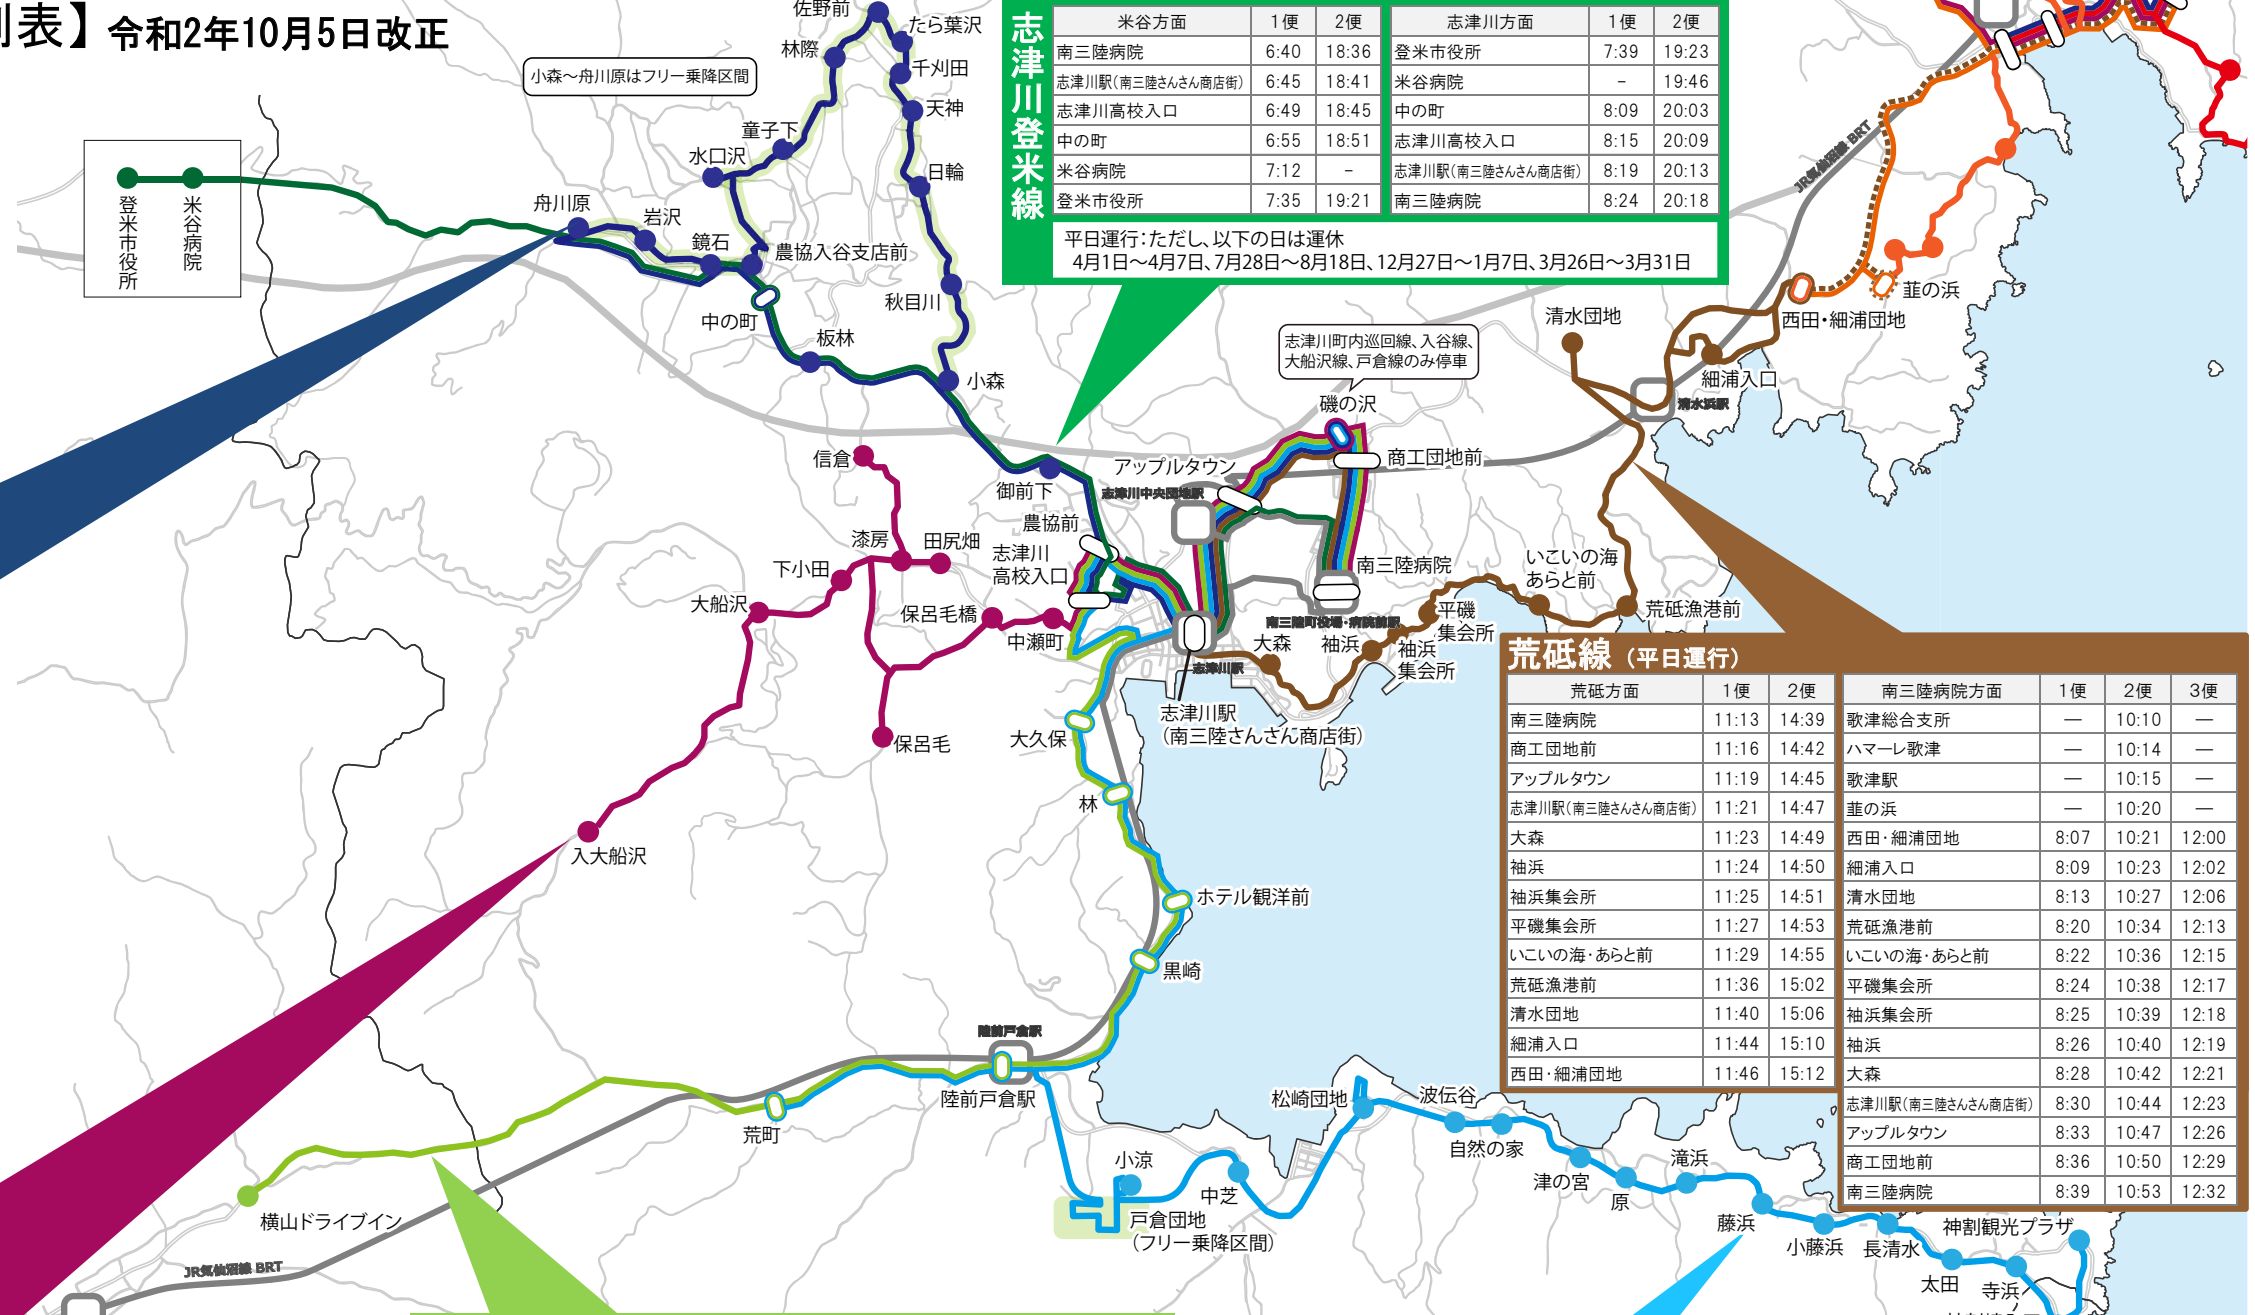 刂表】 令和2年10月5日改正
志津川登米線
米谷方面 1便 2便
南三陸病院 6:40 18:36
志津川駅(南三陸さんさん商店街) 6:45 18:41
志津川高校入口 6:49 18:45
中の町 6:55 18:51
米谷病院 7:12 －
登米市役所 7:35 19:21
志津川方面 1便 2便
登米市役所 7:39 19:23
米谷病院 － 19:46
中の町 8:09 20:03
志津川高校入口 8:15 20:09
志津川駅(南三陸さんさん商店街) 8:19 20:13
南三陸病院 8:24 20:18
平日運行：ただし、以下の日は運休
4月1日～4月7日、7月28日～8月18日、12月27日～1月7日、3月26日～3月31日
小森～舟川原はフリー乗降区間
佐野前
たら葉沢
林際
千刈田
天神
童子下
水口沢
日輪
登米市役所
米谷病院
舟川原
岩沢
鏡石
農協入谷支店前
秋目川
中の町
板林
小森
JR気仙沼線 BRT
韮の浜
西田・細浦団地
清水団地
細浦入口
清水浜駅
志津川町内巡回線、入谷線、
大船沢線、戸倉線のみ停車
磯の沢
商工団地前
アップルタウン
志津川中央団地駅
信倉
御前下
農協前
漆房
田尻畑
志津川
高校入口
下小田
大船沢
保呂毛橋
中瀬町
保呂毛
入大船沢
南三陸病院
南三陸町役場・病院前駅
いこいの海
あらと前
荒砥漁港前
平磯
集会所
大森
袖浜
袖浜
集会所
志津川駅
志津川駅
(南三陸さんさん商店街)
大久保
林
ホテル観洋前
黒崎
陸前戸倉駅
陸前戸倉駅
荒町
横山ドライブイン
JR気仙沼線 BRT
荒砥線 (平日運行)
荒砥方面 1便 2便
南三陸病院 11:13 14:39
商工団地前 11:16 14:42
アップルタウン 11:19 14:45
志津川駅(南三陸さんさん商店街) 11:21 14:47
大森 11:23 14:49
袖浜 11:24 14:50
袖浜集会所 11:25 14:51
平磯集会所 11:27 14:53
いこいの海・あらと前 11:29 14:55
荒砥漁港前 11:36 15:02
清水団地 11:40 15:06
細浦入口 11:44 15:10
西田・細浦団地 11:46 15:12
南三陸病院方面 1便 2便 3便
歌津総合支所 ― 10:10 ―
ハマーレ歌津 ― 10:14 ―
歌津駅 ― 10:15 ―
韮の浜 ― 10:20 ―
西田・細浦団地 8:07 10:21 12:00
細浦入口 8:09 10:23 12:02
清水団地 8:13 10:27 12:06
荒砥漁港前 8:20 10:34 12:13
いこいの海・あらと前 8:22 10:36 12:15
平磯集会所 8:24 10:38 12:17
袖浜集会所 8:25 10:39 12:18
袖浜 8:26 10:40 12:19
大森 8:28 10:42 12:21
志津川駅(南三陸さんさん商店街) 8:30 10:44 12:23
アップルタウン 8:33 10:47 12:26
商工団地前 8:36 10:50 12:29
南三陸病院 8:39 10:53 12:32
松崎団地
波伝谷
自然の家
小涼
中芝
戸倉団地
(フリー乗降区間)
津の宮
原
滝浜
藤浜
小藤浜
長清水
神割観光プラザ
太田
寺浜